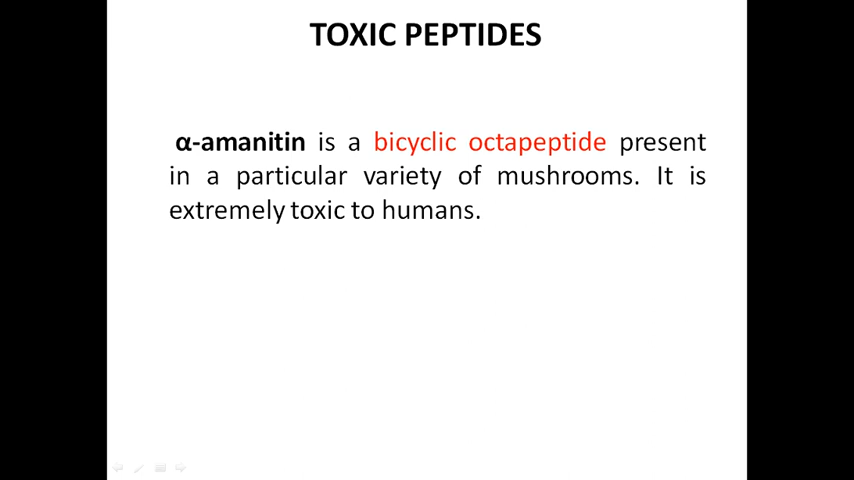 TOXIC PEPTIDES
α-amanitin is a bicyclic octapeptide present
in a particular variety of mushrooms. It is
extremely toxic to humans.